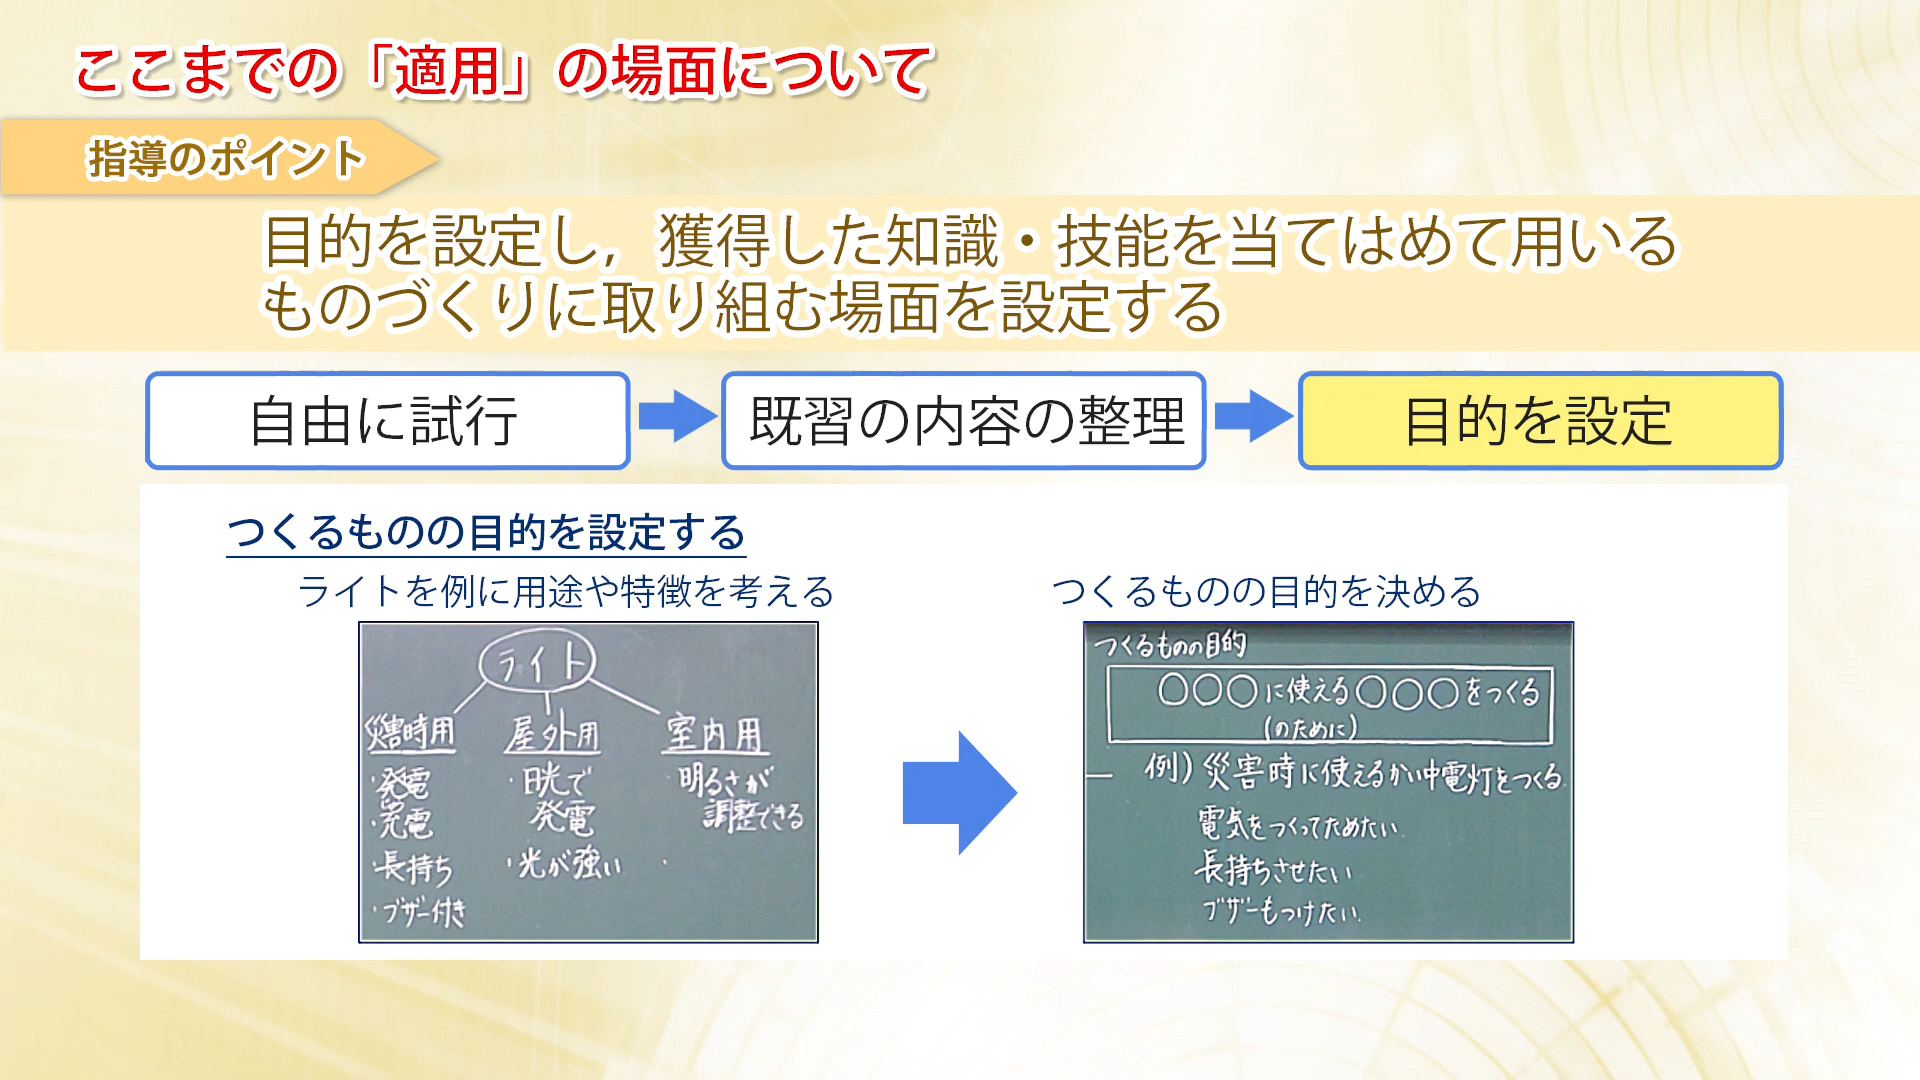 ここまでの「適用」の場面について
指導のポイント
目的を設定し，獲得した知識・技能を当てはめて用いる
ものづくりに取り組む場面を設定する
自由に試行
既習の内容の整理
目的を設定
つくるものの目的を設定する
ライトを例に用途や特徴を考える
ライト
災害時用
・発電
・充電
・長持ち
・ブザー付き
屋外用
・日光で
発電
・光が強い
室内用
・明るさが
調整できる
・
つくるものの目的を決める
つくるものの目的
〇〇〇に使える〇〇〇をつくる
(のために)
例）災害時に使えるかい中電灯をつくる
電気をつくってためたい.
長持ちさせたい
ブザーもつけたい.